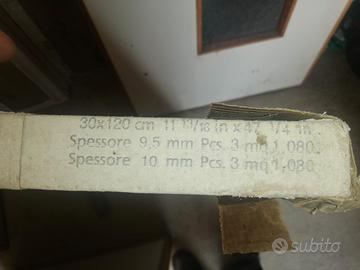 30x120 cm 11 13/16 in x 47 1/4 in
Spessore 9,5 mm Pcs. 3 mq 1,080
Spessore 10 mm Pcs. 3 mq 1,080
subito